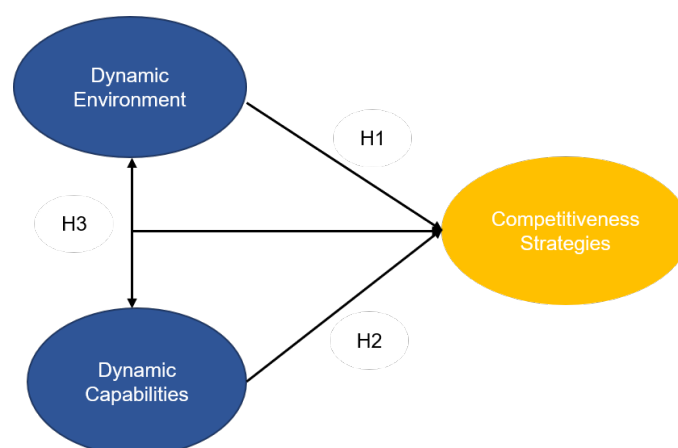 Dynamic
Environment
H1
H3
Competitiveness
Strategies
H2
Dynamic
Capabilities